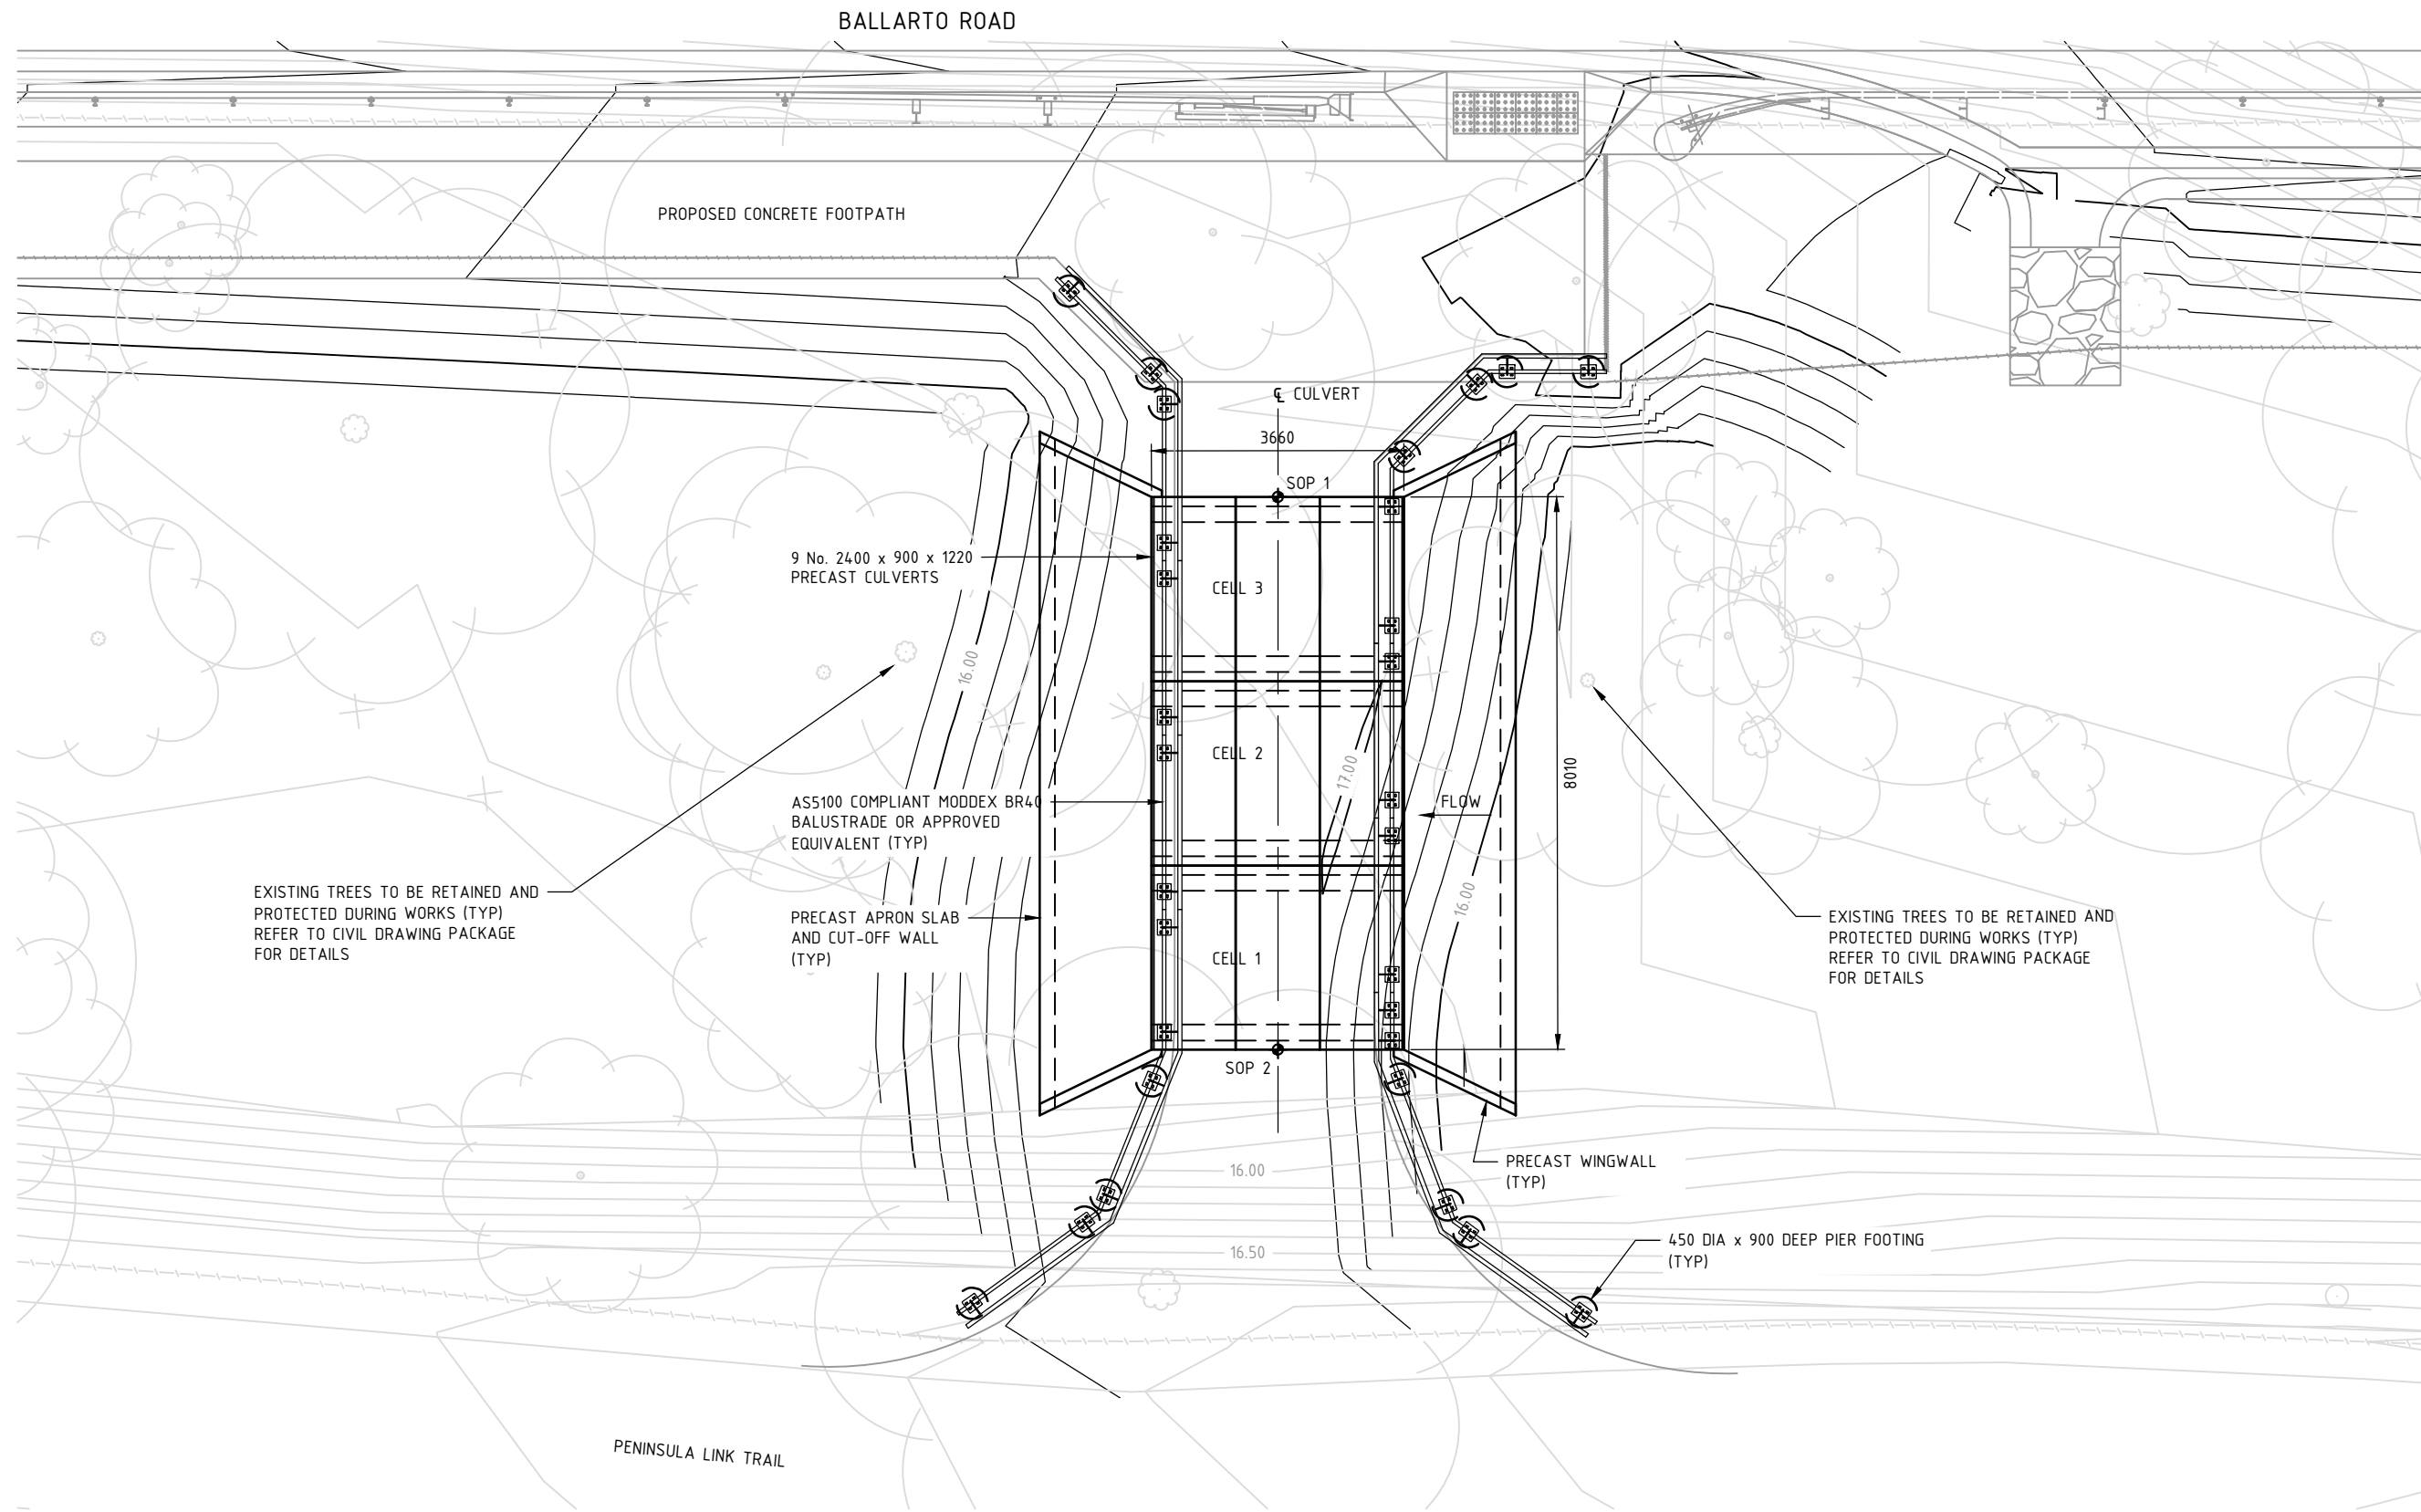 BALLARTO ROAD
PROPOSED CONCRETE FOOTPATH
℄ CULVERT
3660
SOP 1
9 No. 2400 x 900 x 1220
PRECAST CULVERTS
CELL 3
16.00
CELL 2
17.00
8010
AS5100 COMPLIANT MODDEX BR40
BALUSTRADE OR APPROVED
EQUIVALENT (TYP)
FLOW
EXISTING TREES TO BE RETAINED AND
PROTECTED DURING WORKS (TYP)
REFER TO CIVIL DRAWING PACKAGE
FOR DETAILS
PRECAST APRON SLAB
AND CUT-OFF WALL
(TYP)
16.00
EXISTING TREES TO BE RETAINED AND
PROTECTED DURING WORKS (TYP)
REFER TO CIVIL DRAWING PACKAGE
FOR DETAILS
CELL 1
SOP 2
16.00
PRECAST WINGWALL
(TYP)
16.50
450 DIA x 900 DEEP PIER FOOTING
(TYP)
PENINSULA LINK TRAIL